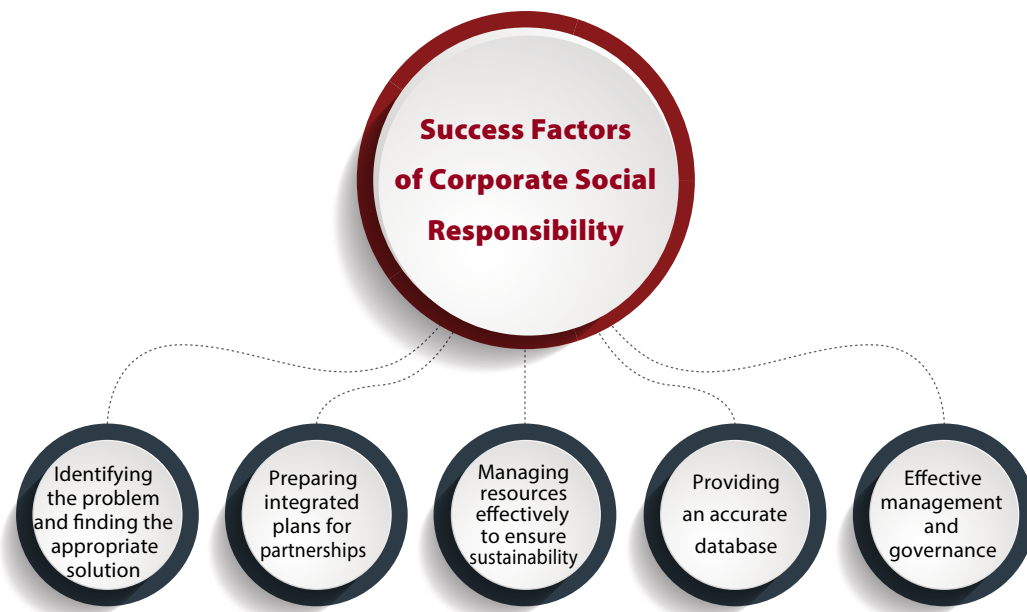 Success Factors
of Corporate Social
Responsibility
Identifying
the problem
and finding the
appropriate
solution
Preparing
integrated
plans for
partnerships
Managing
resources
effectively
to ensure
sustainability
Providing
an accurate
database
Effective
management
and
governance